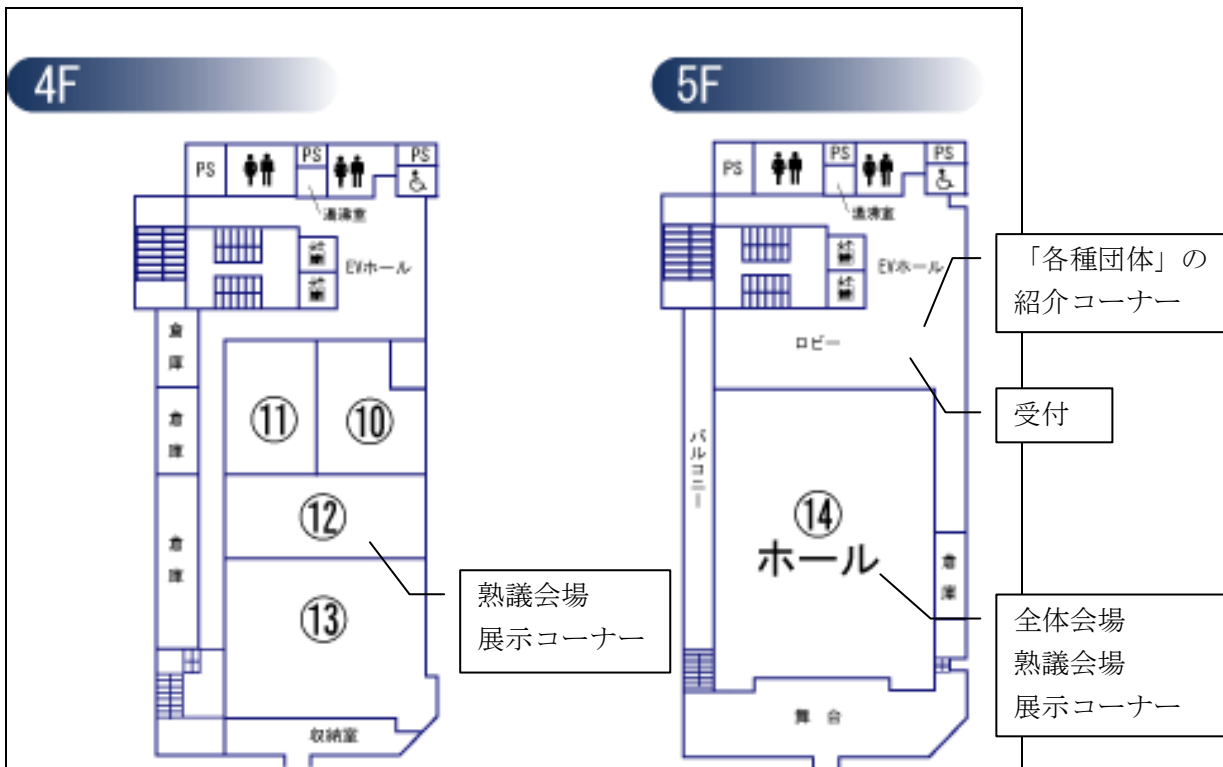 4F
PS
PS
PS
湯沸室
EVホール
倉庫
倉庫
倉庫
⑪
⑩
⑫
⑬
収納室
熟議会場
展示コーナー
5F
PS
PS
PS
湯沸室
EVホール
ロビー
バルコニー
⑭
ホール
倉庫
舞台
「各種団体」の
紹介コーナー
受付
全体会場
熟議会場
展示コーナー